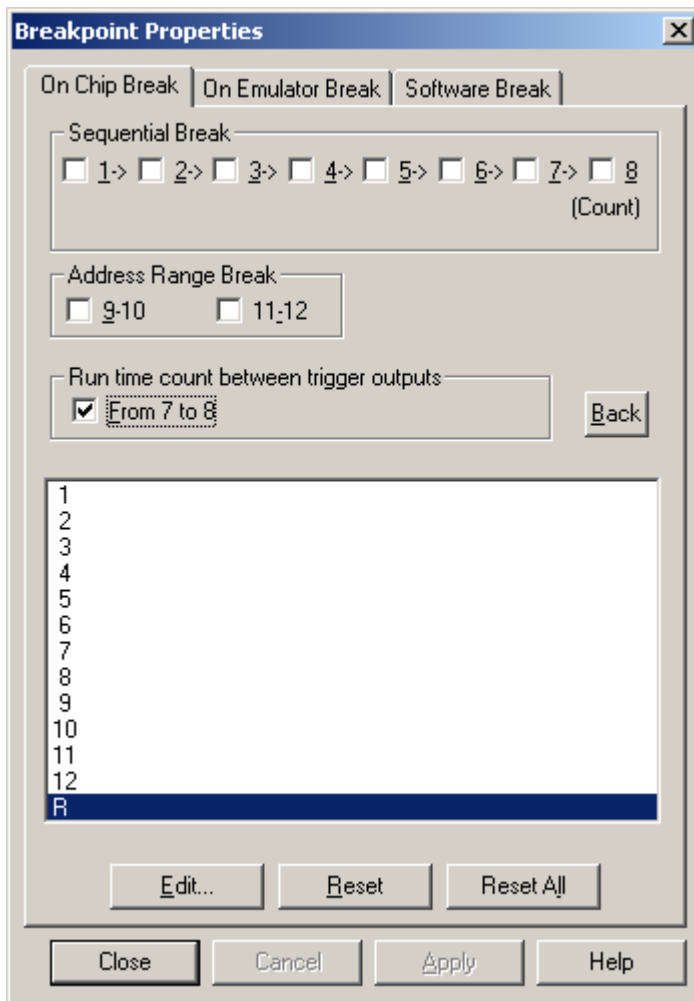 Breakpoint Properties
On Chip Break On Emulator Break Software Break
Sequential Break
1-> 2-> 3-> 4-> 5-> 6-> 7-> 8
(Count)
Address Range Break
9-10 11-12
Run time count between trigger outputs
From 7 to 8
Back
1
2
3
4
5
6
7
8
9
10
11
12
R
Edit... Reset Reset All
Close Cancel Apply Help